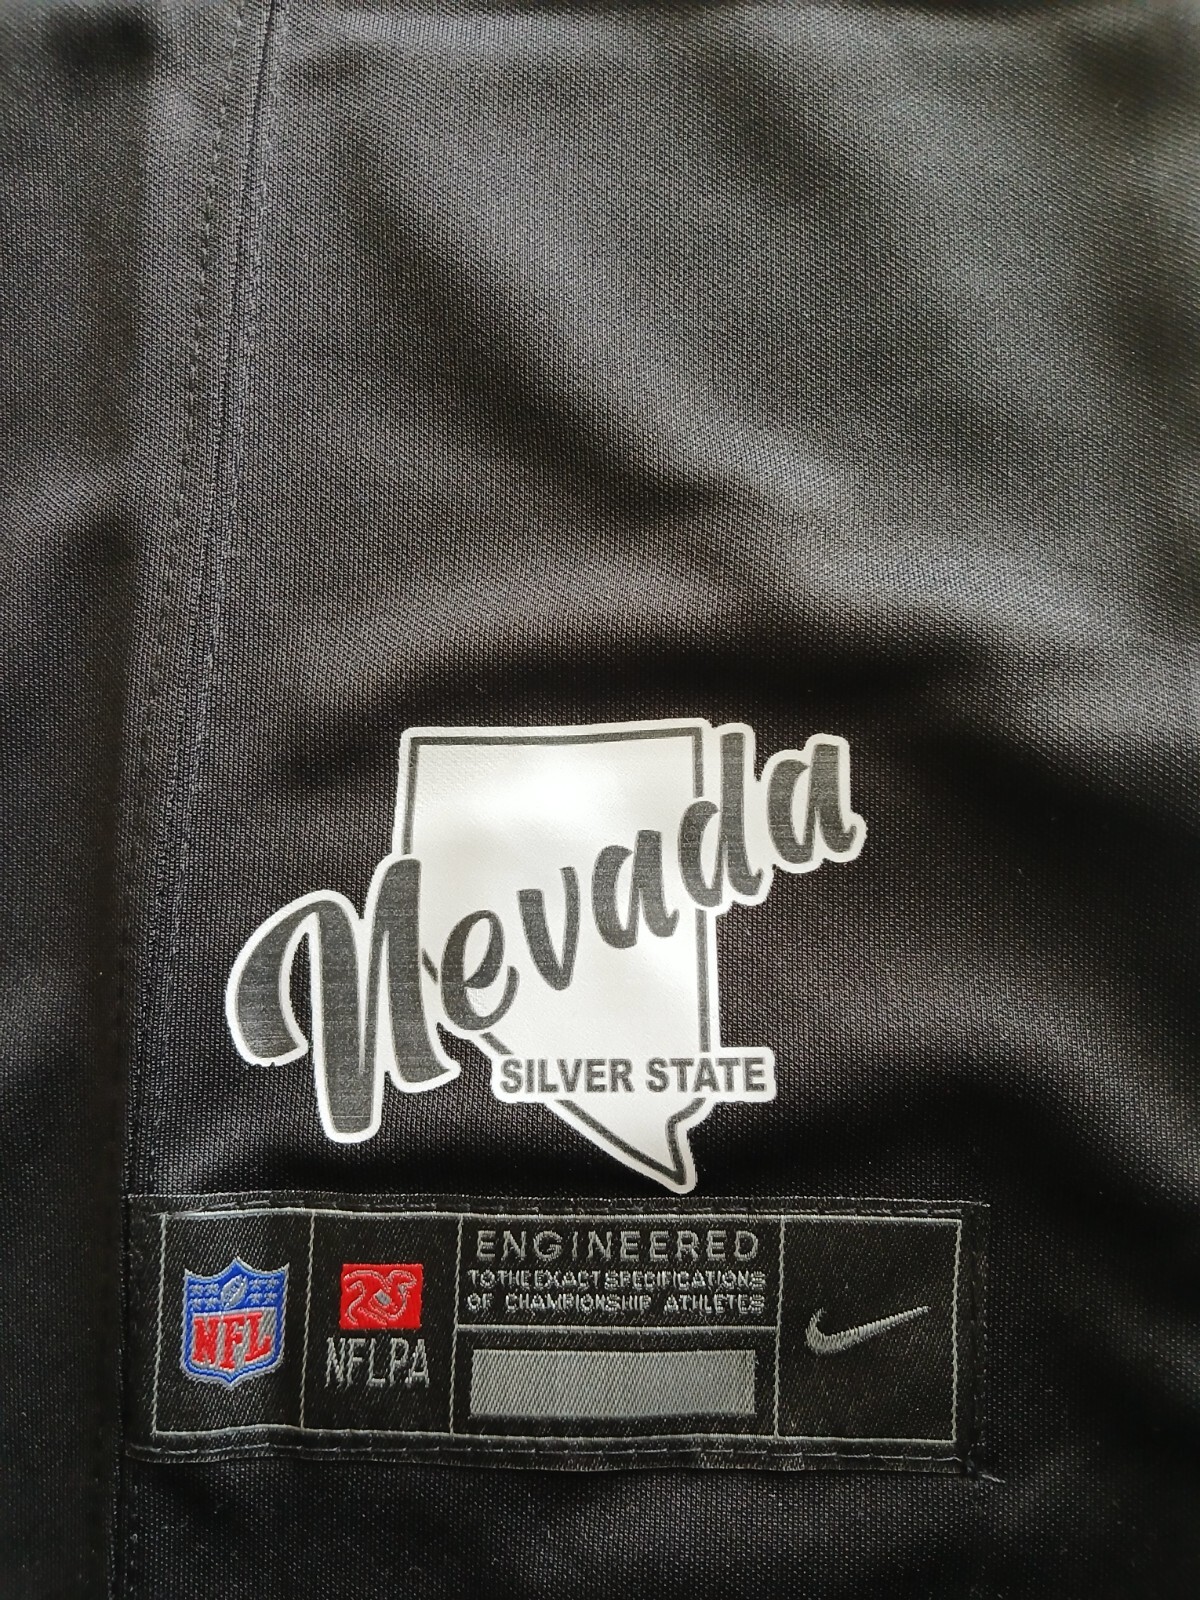 Nevada
SILVER STATE
NFL
NFLPA
ENGINEERED
TO THE EXACT SPECIFICATIONS
OF CHAMPIONSHIP ATHLETES